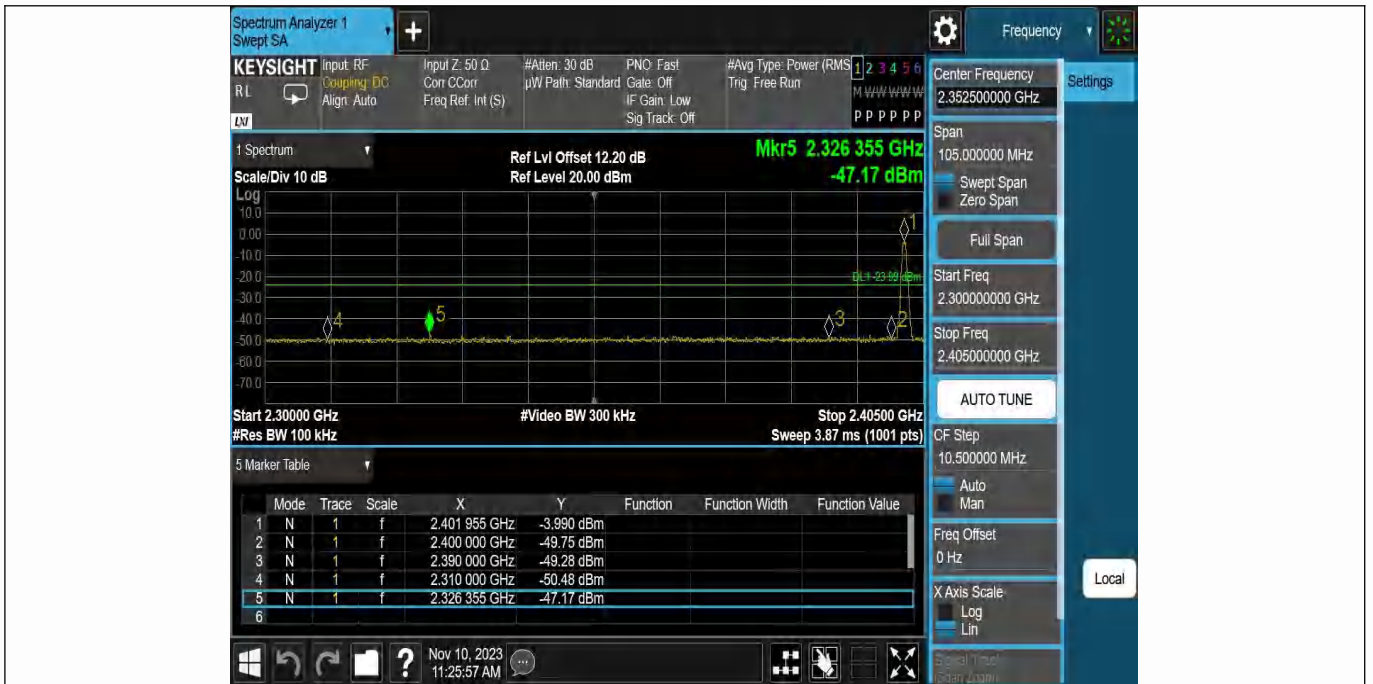 Spectrum Analyzer 1
Swept SA
+
Frequency
KEYSIGHT
RL
LXI
Input: RF
Coupling: DC
Align: Auto
Input Z: 50 Ω
Corr CCorr
Freq Ref: Int (S)
#Atten: 30 dB
µW Path: Standard
PNO: Fast
Gate: Off
IF Gain: Low
Sig Track: Off
#Avg Type: Power (RMS
Trig: Free Run
1 2 3 4 5 6
M W W W W W
P P P P P P
1 Spectrum
Scale/Div 10 dB
Ref Lvl Offset 12.20 dB
Ref Level 20.00 dBm
Mkr5 2.326 355 GHz
-47.17 dBm
Log
10.0
0.00
-10.0
-20.0
-30.0
-40.0
-50.0
-60.0
-70.0
1
DL1 -23.99 dBm
4
5
3
2
Start 2.30000 GHz
#Video BW 300 kHz
Stop 2.40500 GHz
#Res BW 100 kHz
Sweep 3.87 ms (1001 pts)
5 Marker Table
Mode Trace Scale X Y Function Function Width Function Value
1 N 1 f 2.401 955 GHz -3.990 dBm
2 N 1 f 2.400 000 GHz -49.75 dBm
3 N 1 f 2.390 000 GHz -49.28 dBm
4 N 1 f 2.310 000 GHz -50.48 dBm
5 N 1 f 2.326 355 GHz -47.17 dBm
6
?
Nov 10, 2023
11:25:57 AM
Center Frequency
2.352500000 GHz
Settings
Span
105.000000 MHz
Swept Span
Zero Span
Full Span
Start Freq
2.300000000 GHz
Stop Freq
2.405000000 GHz
AUTO TUNE
CF Step
10.500000 MHz
Auto
Man
Freq Offset
0 Hz
X Axis Scale
Log
Lin
Local